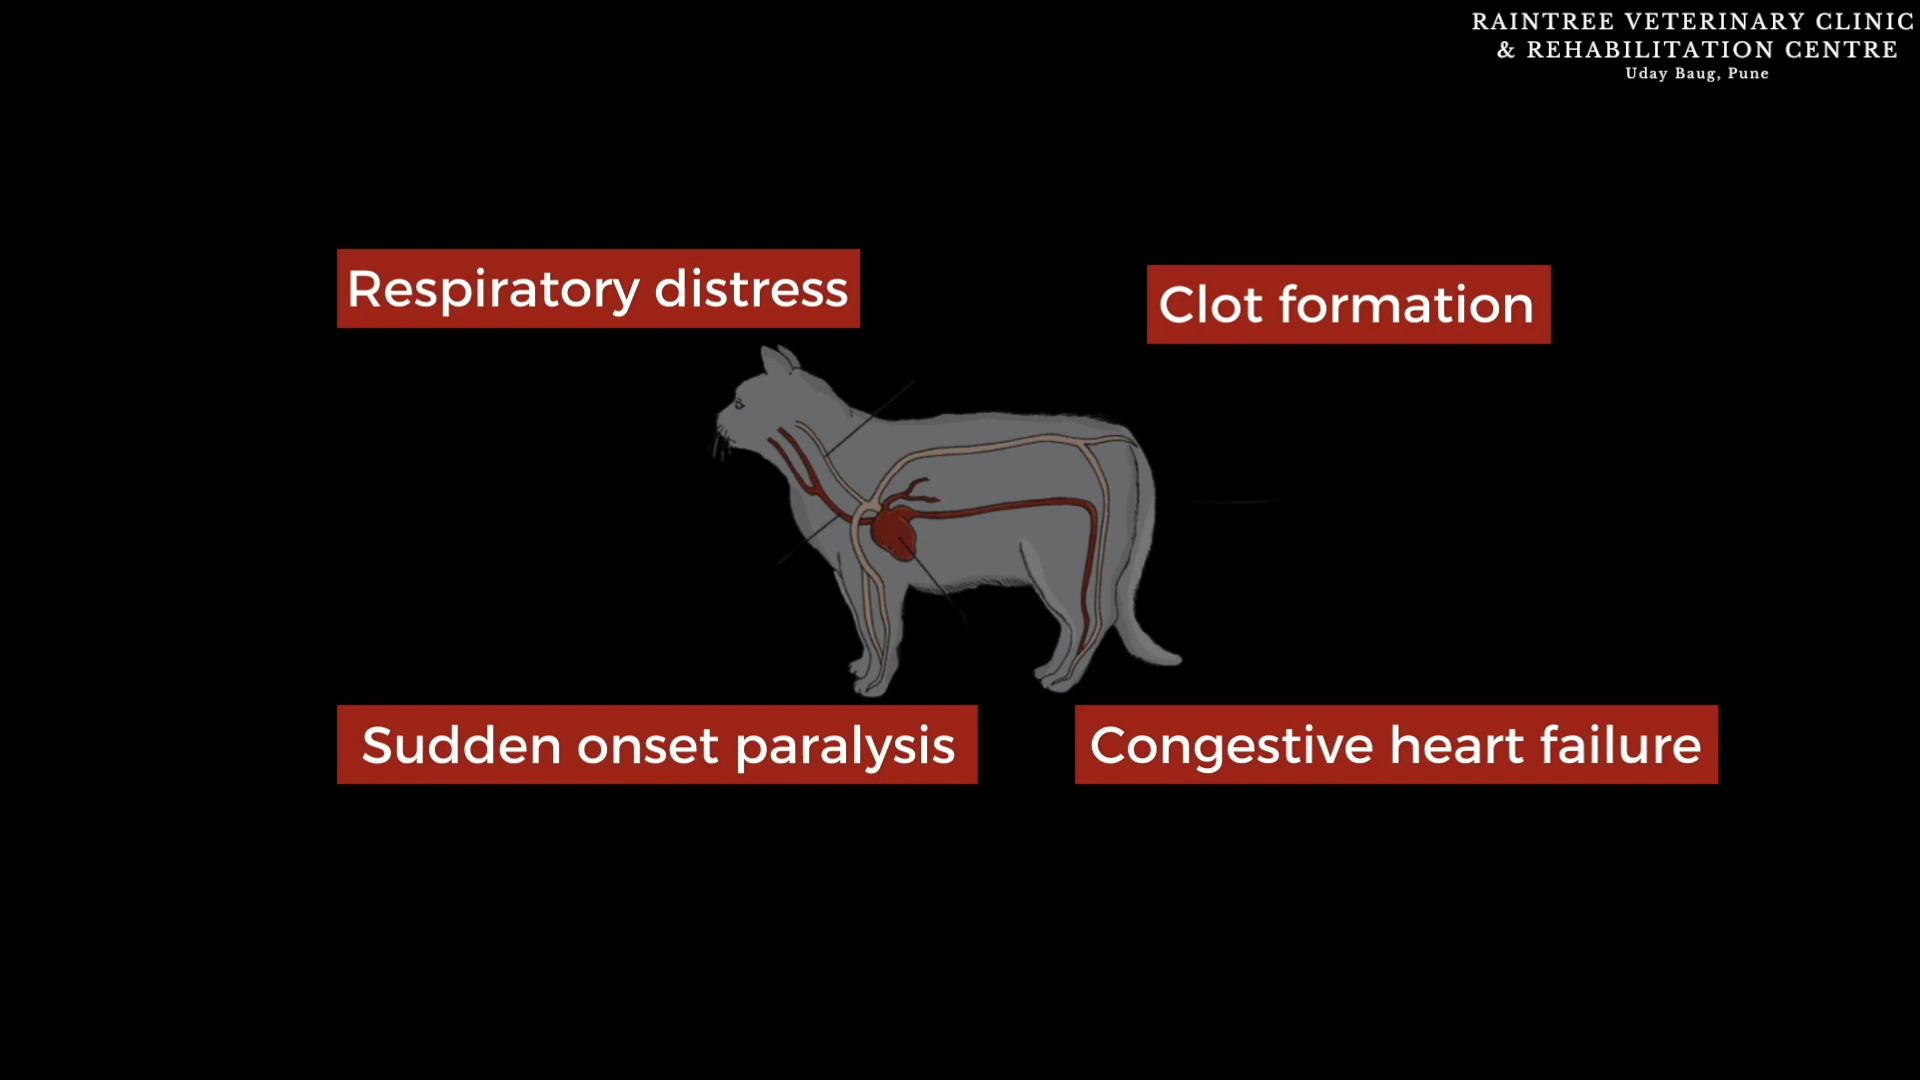 RAINTREE VETERINARY CLINIC
& REHABILITATION CENTRE
Uday Baug, Pune
Respiratory distress
Clot formation
Sudden onset paralysis
Congestive heart failure